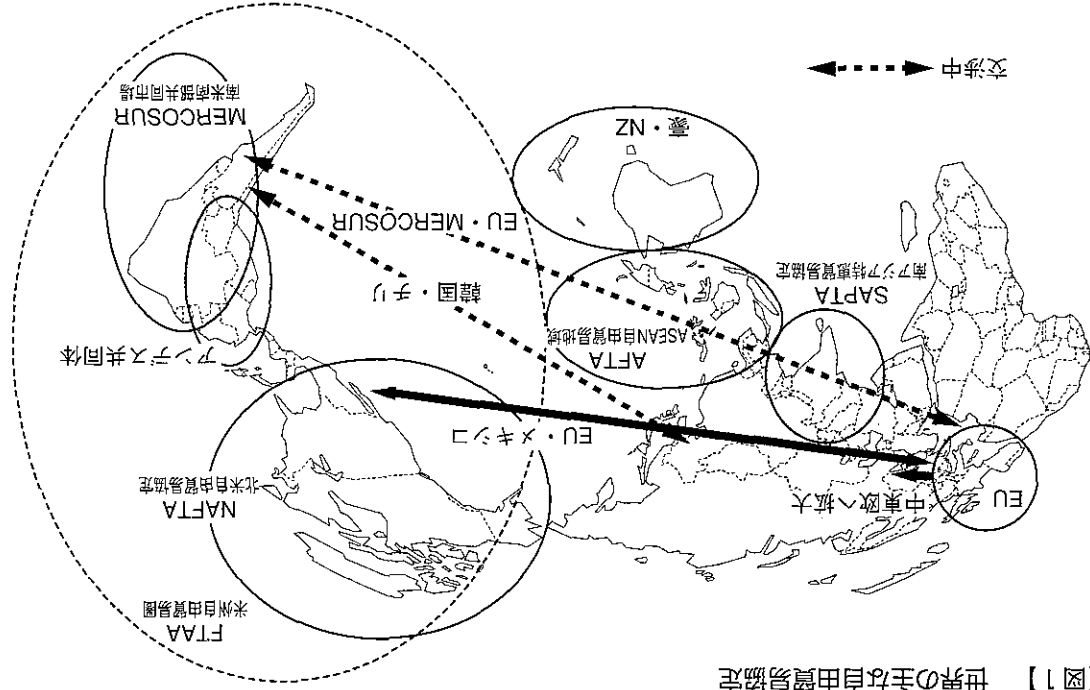 【図1】 世界の主な自由貿易協定
FTAA
米州自由貿易圏
NAFTA
北米自由貿易協定
EU
中東欧へ拡大
EU・メキシコ
AFTA
ASEAN自由貿易地域
アンデス共同体
SAPTA
南アジア特恵貿易協定
韓国・チリ
EU・MERCOSUR
豪・NZ
MERCOSUR
南米南部共同市場
交渉中